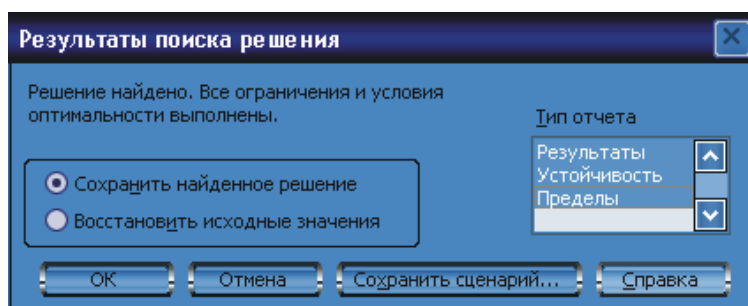 Результаты поиска решения
Решение найдено. Все ограничения и условия
оптимальности выполнены.
Тип отчета
Результаты
Устойчивость
Пределы
Сохранить найденное решение
Восстановить исходные значения
ОК
Отмена
Сохранить сценарий...
Справка